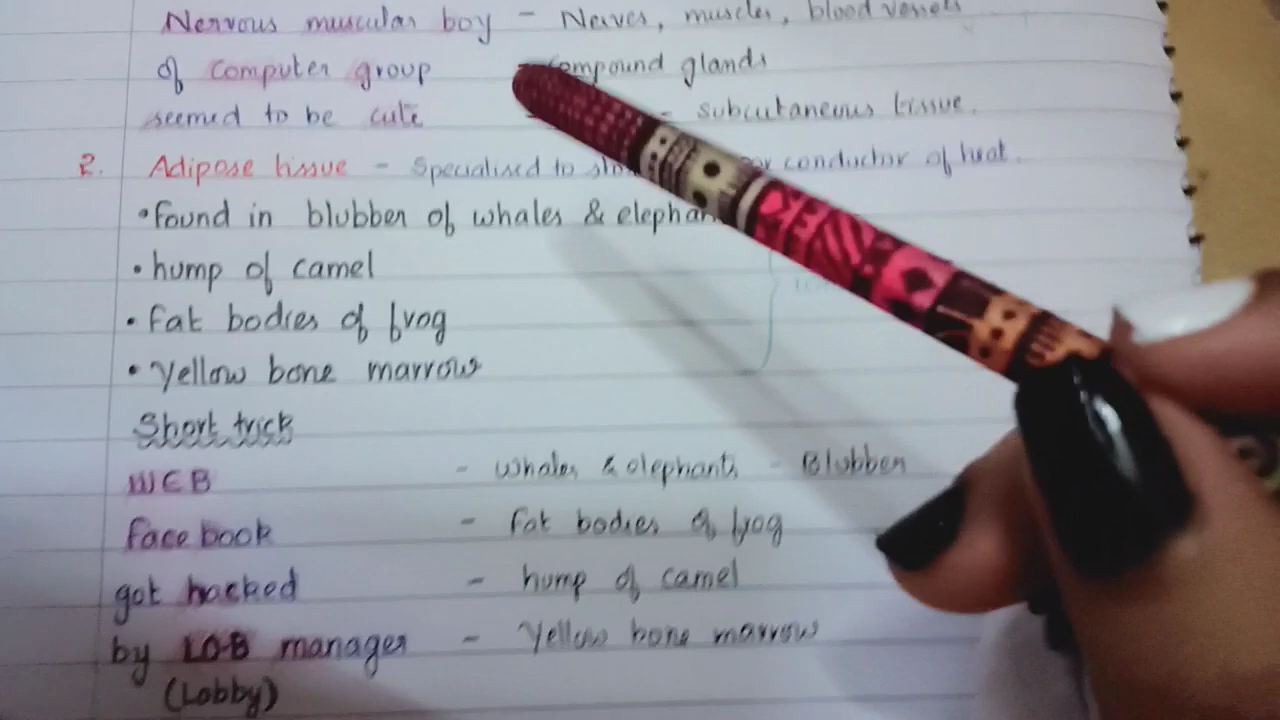 Nervous muscular boy - Nerves, muscles, blood vessels
of computer group compound glands
seemed to be cute - subcutaneous tissue.
2. Adipose tissue - Specialised to conductor of heat.
• found in blubber of whales &
• hump of camel
• Fat bodies of frog
• Yellow bone marrow
Short trick
WEB - whales & elephants - Blubber
face book - Fat bodies of frog
got hacked - hump of camel
by LOB manager - Yellow bone marrow
(Lobby)